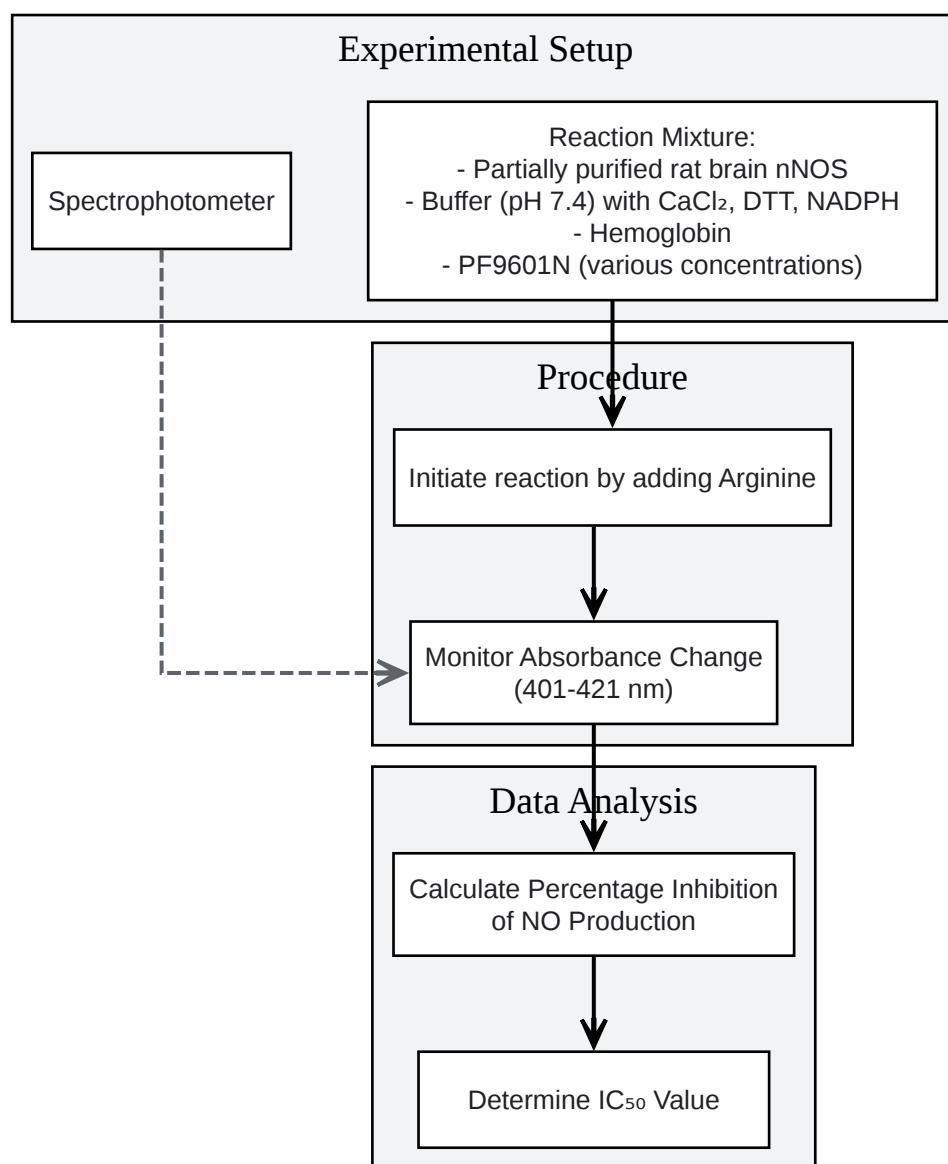 Experimental Setup
Spectrophotometer
Reaction Mixture:
- Partially purified rat brain nNOS
- Buffer (pH 7.4) with CaCl₂, DTT, NADPH
- Hemoglobin
- PF9601N (various concentrations)
Procedure
Initiate reaction by adding Arginine
Monitor Absorbance Change
(401-421 nm)
Data Analysis
Calculate Percentage Inhibition
of NO Production
Determine IC₅₀ Value